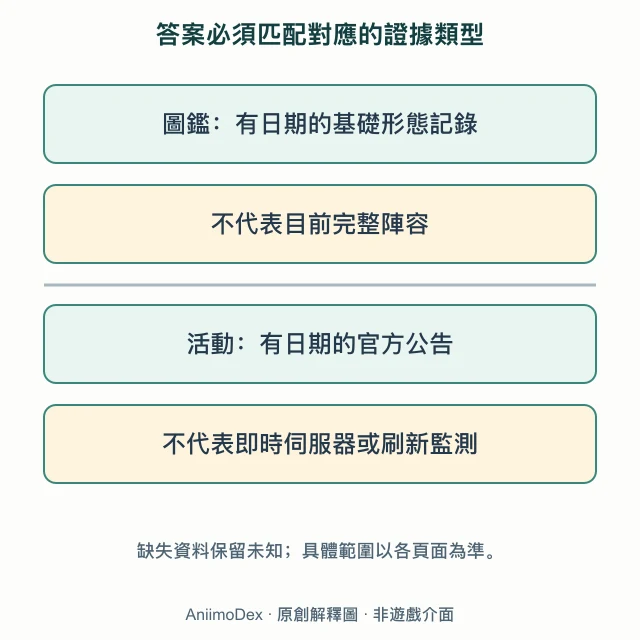 答案必須匹配對應的證據類型
圖鑑：有日期的基礎形態記錄
不代表目前完整陣容
活動：有日期的官方公告
不代表即時伺服器或刷新監測
缺失資料保留未知；具體範圍以各頁面為準。
AniimoDex · 原創解釋圖 · 非遊戲介面